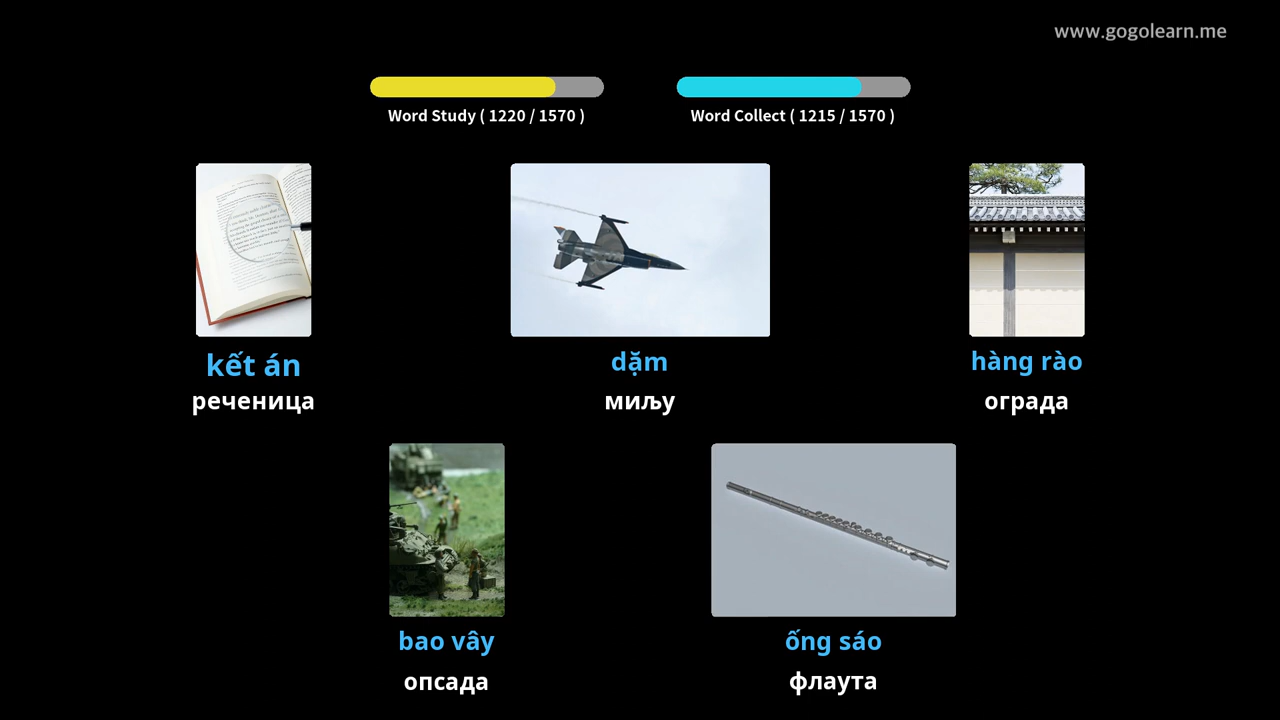 www.gogolearn.me
Word Study ( 1220 / 1570 )
Word Collect ( 1215 / 1570 )
kết án
реченица
dặm
миљу
hàng rào
ограда
bao vây
опсада
ống sáo
флаута